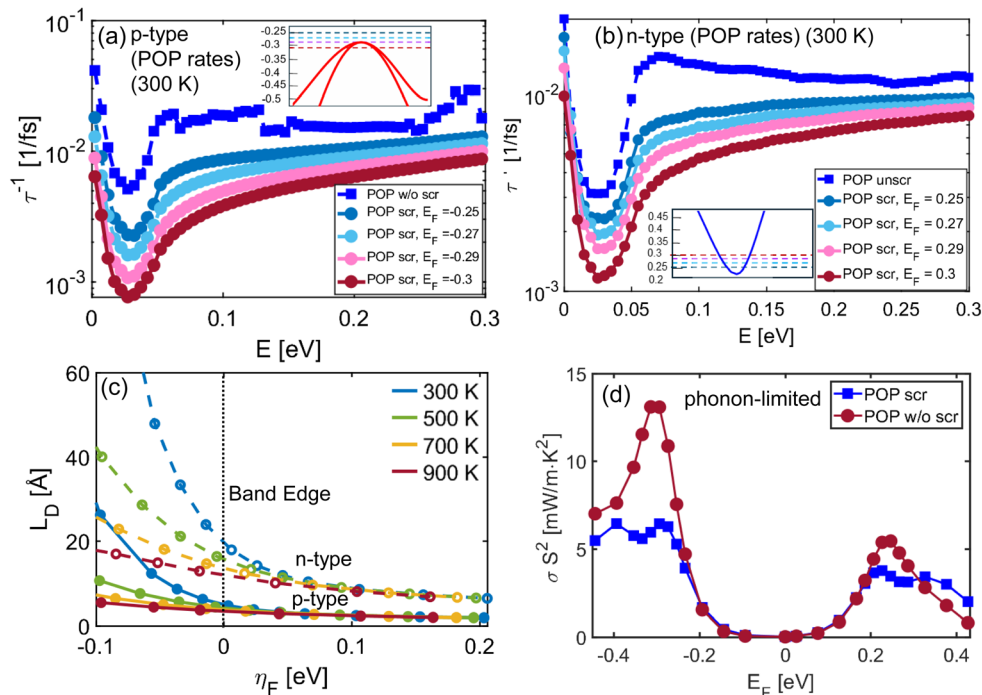 (a) p-type
(POP rates)
(300 K)
10^-1
10^-2
10^-3
τ^-1 [1/fs]
-0.25
-0.3
-0.35
-0.4
-0.45
-0.5
POP w/o scr
POP scr, E_F =-0.25
POP scr, E_F =-0.27
POP scr, E_F =-0.29
POP scr, E_F =-0.3
0 0.1 0.2 0.3
E [eV]
(b) n-type (POP rates) (300 K)
10^-2
10^-3
τ ' [1/fs]
0.45
0.4
0.35
0.3
0.25
0.2
POP unscr
POP scr, E_F = 0.25
POP scr, E_F = 0.27
POP scr, E_F = 0.29
POP scr, E_F = 0.3
0 0.05 0.1 0.15 0.2 0.25 0.3
E [eV]
(c)
60
40
20
0
L_D [Å]
300 K
500 K
700 K
900 K
Band Edge
n-type
p-type
-0.1 0 0.1 0.2
η_F [eV]
(d) phonon-limited
15
10
5
0
σ S^2 [mW/m·K^2]
POP scr
POP w/o scr
-0.4 -0.2 0 0.2 0.4
E_F [eV]